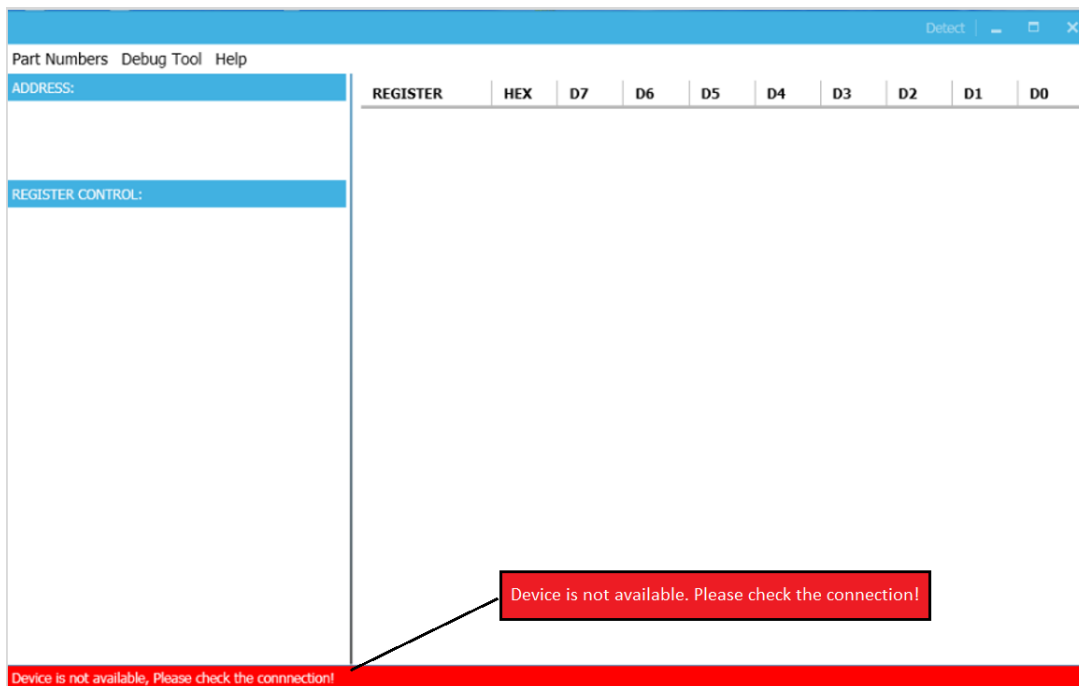 Detect
Part Numbers Debug Tool Help
ADDRESS:
REGISTER HEX D7 D6 D5 D4 D3 D2 D1 D0
REGISTER CONTROL:
Device is not available. Please check the connection!
Device is not available, Please check the connnection!